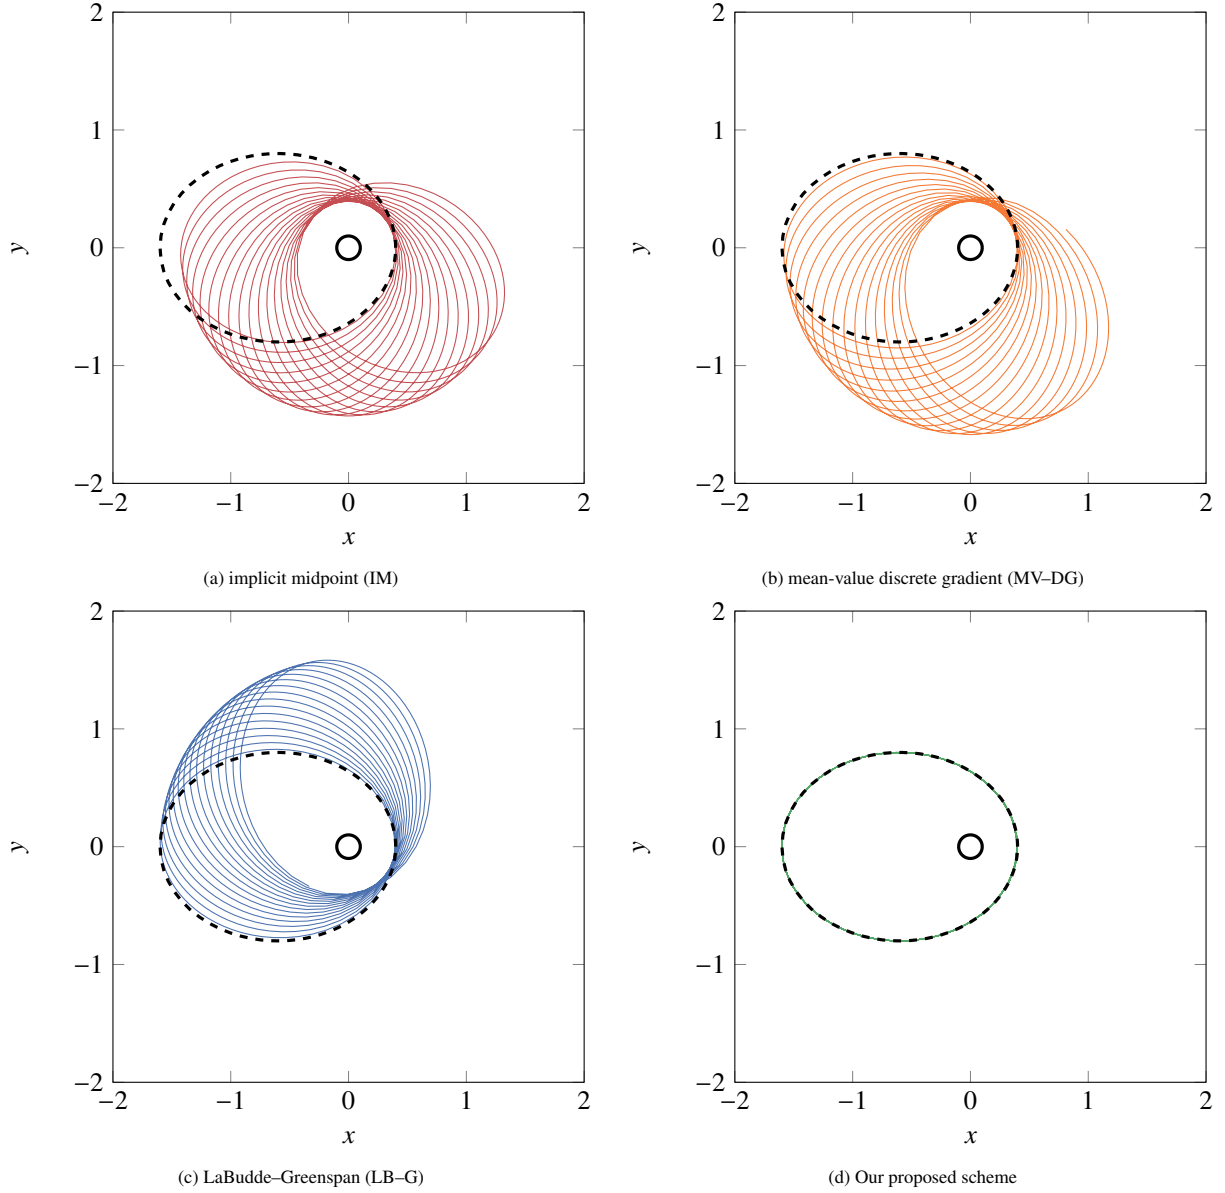 2
2
1
1
y
0
y
0
−1
−1
−2
−2
−2 −1 0 1 2
−2 −1 0 1 2
x
x
(a) implicit midpoint (IM)
(b) mean-value discrete gradient (MV–DG)
2
2
1
1
y
0
y
0
−1
−1
−2
−2
−2 −1 0 1 2
−2 −1 0 1 2
x
x
(c) LaBudde–Greenspan (LB–G)
(d) Our proposed scheme